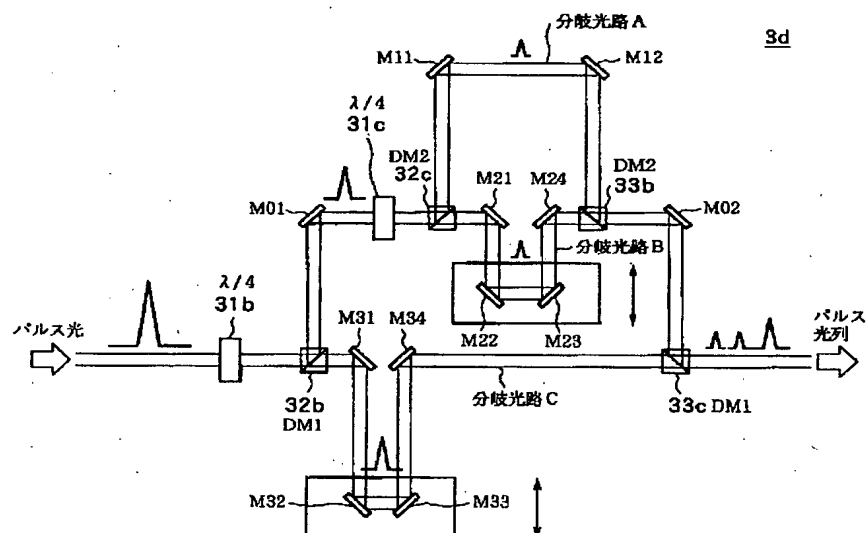 分岐光路A
3d
M11
M12
λ/4
31c
DM2
32c
M21
M24
DM2
33b
M01
M02
分岐光路B
λ/4
31b
パルス光
M31
M34
M22
M23
パルス
光列
32b
DM1
分岐光路C
33c DM1
M32
M33